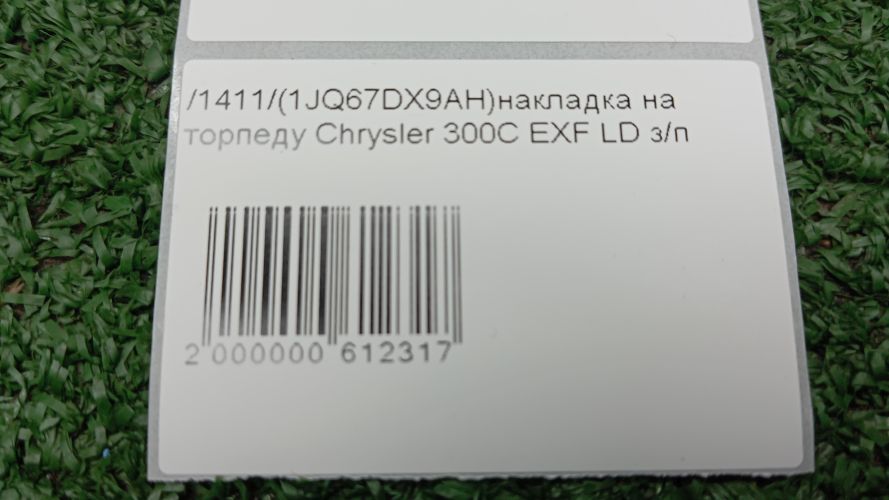 /1411/(1JQ67DX9AH)накладка на
торпеду Chrysler 300C EXF LD з/п
2 000000 612317